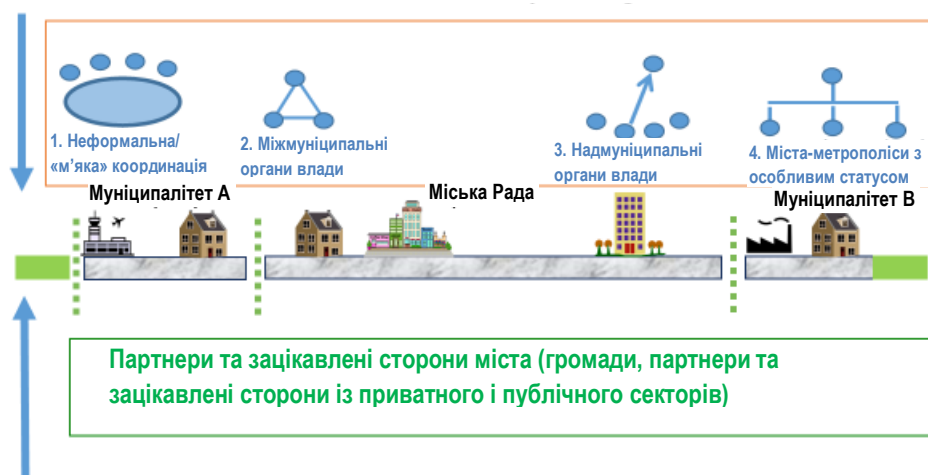 1. Неформальна/
«м’яка» координація
2. Міжмуніципальні
органи влади
3. Надмуніципальні
органи влади
4. Міста-метрополіси з
особливим статусом
Муніципалітет А
Міська Рада
Муніципалітет В
Партнери та зацікавлені сторони міста (громади, партнери та
зацікавлені сторони із приватного і публічного секторів)